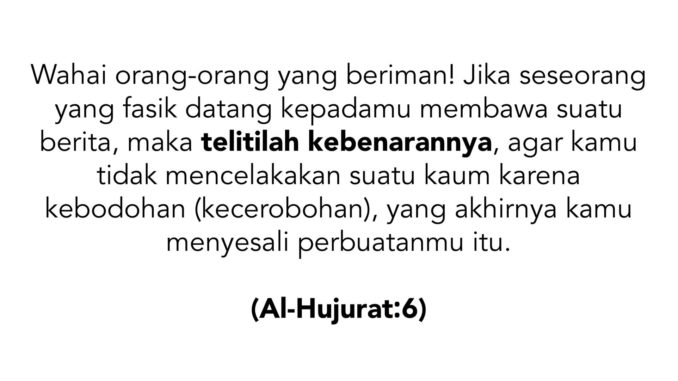 Wahai orang-orang yang beriman! Jika seseorang
yang fasik datang kepadamu membawa suatu
berita, maka telitilah kebenarannya, agar kamu
tidak mencelakakan suatu kaum karena
kebodohan (kecerobohan), yang akhirnya kamu
menyesali perbuatanmu itu.
(Al-Hujurat:6)